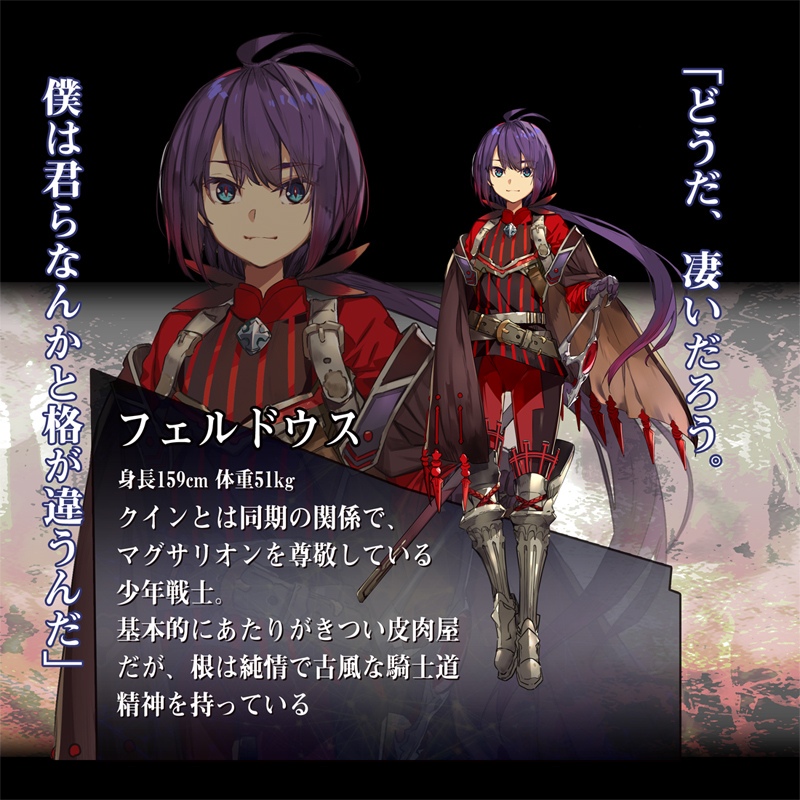 「どうだ、凄いだろう。
僕は君らなんかと格が違うんだ」
フェルドウス
身長159cm 体重51kg
クインとは同期の関係で、
マグサリオンを尊敬している
少年戦士。
基本的にあたりがきつい皮肉屋
だが、根は純情で古風な騎士道
精神を持っている